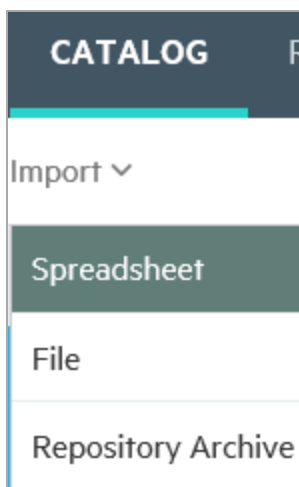 CATALOG
Import
Spreadsheet
File
Repository Archive